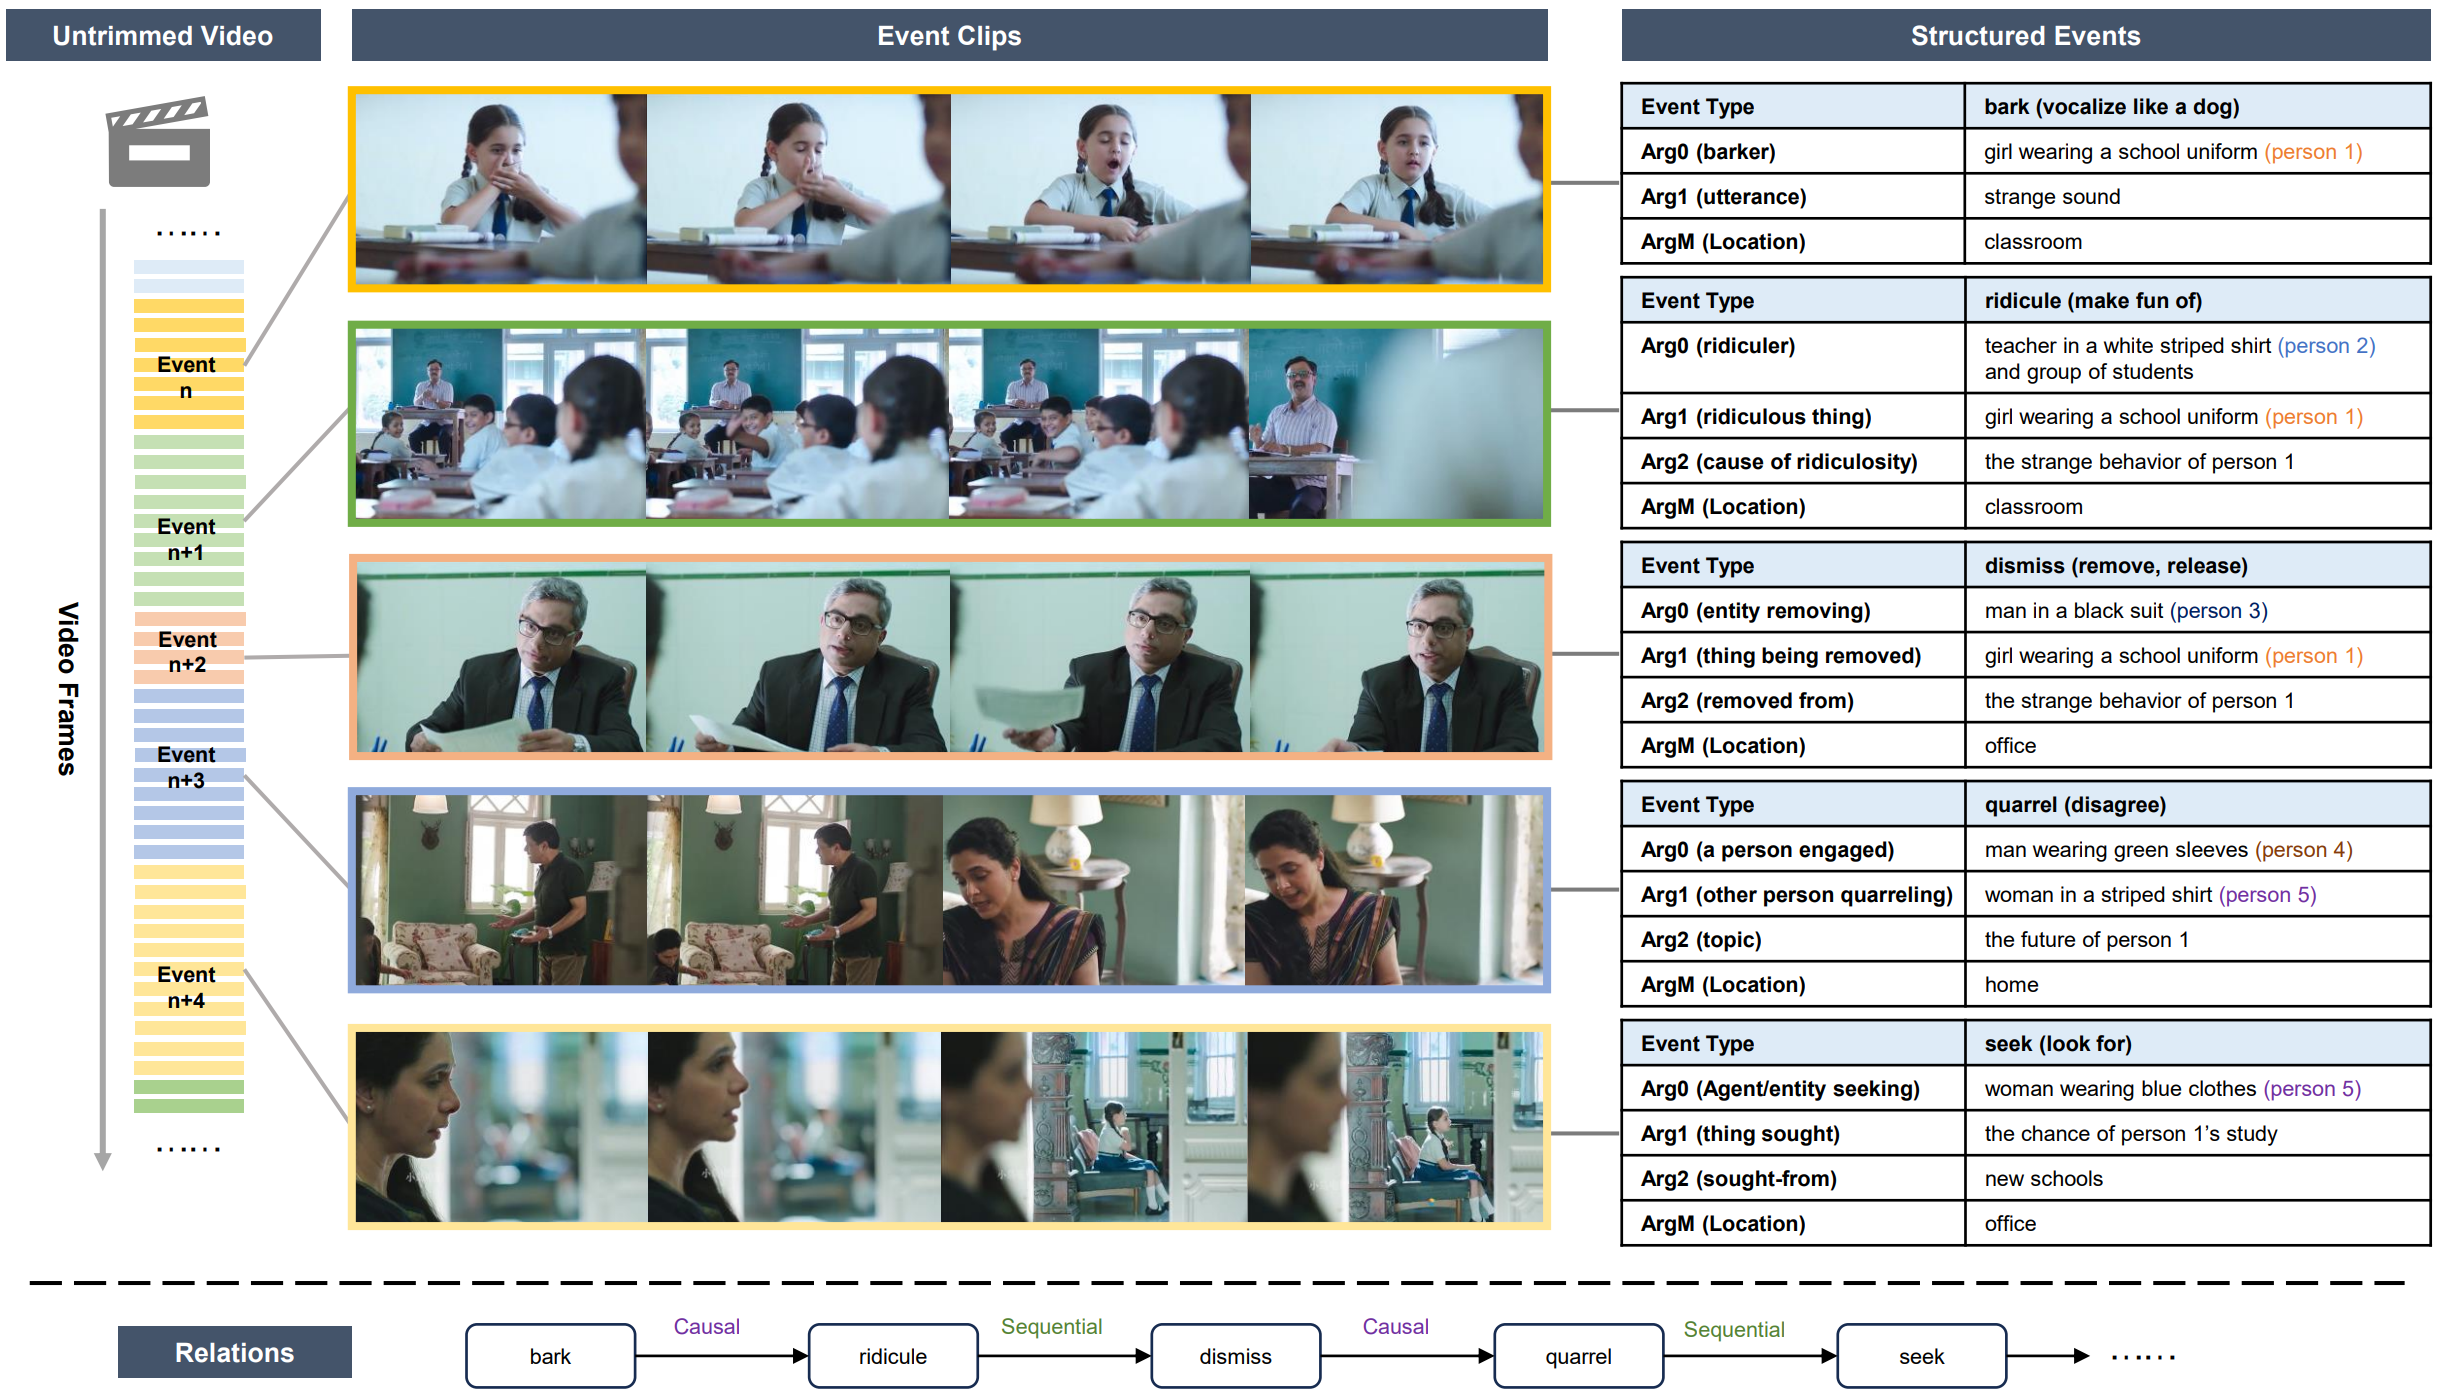 Untrimmed Video
Event Clips
Structured Events
......
Event
n
Event
n+1
Event
n+2
Event
n+3
Event
n+4
......
Video Frames
Event Type bark (vocalize like a dog)
Arg0 (barker) girl wearing a school uniform (person 1)
Arg1 (utterance) strange sound
ArgM (Location) classroom
Event Type ridicule (make fun of)
Arg0 (ridiculer) teacher in a white striped shirt (person 2)
and group of students
Arg1 (ridiculous thing) girl wearing a school uniform (person 1)
Arg2 (cause of ridiculosity) the strange behavior of person 1
ArgM (Location) classroom
Event Type dismiss (remove, release)
Arg0 (entity removing) man in a black suit (person 3)
Arg1 (thing being removed) girl wearing a school uniform (person 1)
Arg2 (removed from) the strange behavior of person 1
ArgM (Location) office
Event Type quarrel (disagree)
Arg0 (a person engaged) man wearing green sleeves (person 4)
Arg1 (other person quarreling) woman in a striped shirt (person 5)
Arg2 (topic) the future of person 1
ArgM (Location) home
Event Type seek (look for)
Arg0 (Agent/entity seeking) woman wearing blue clothes (person 5)
Arg1 (thing sought) the chance of person 1’s study
Arg2 (sought-from) new schools
ArgM (Location) office
Relations
bark
Causal
ridicule
Sequential
dismiss
Causal
quarrel
Sequential
seek
......